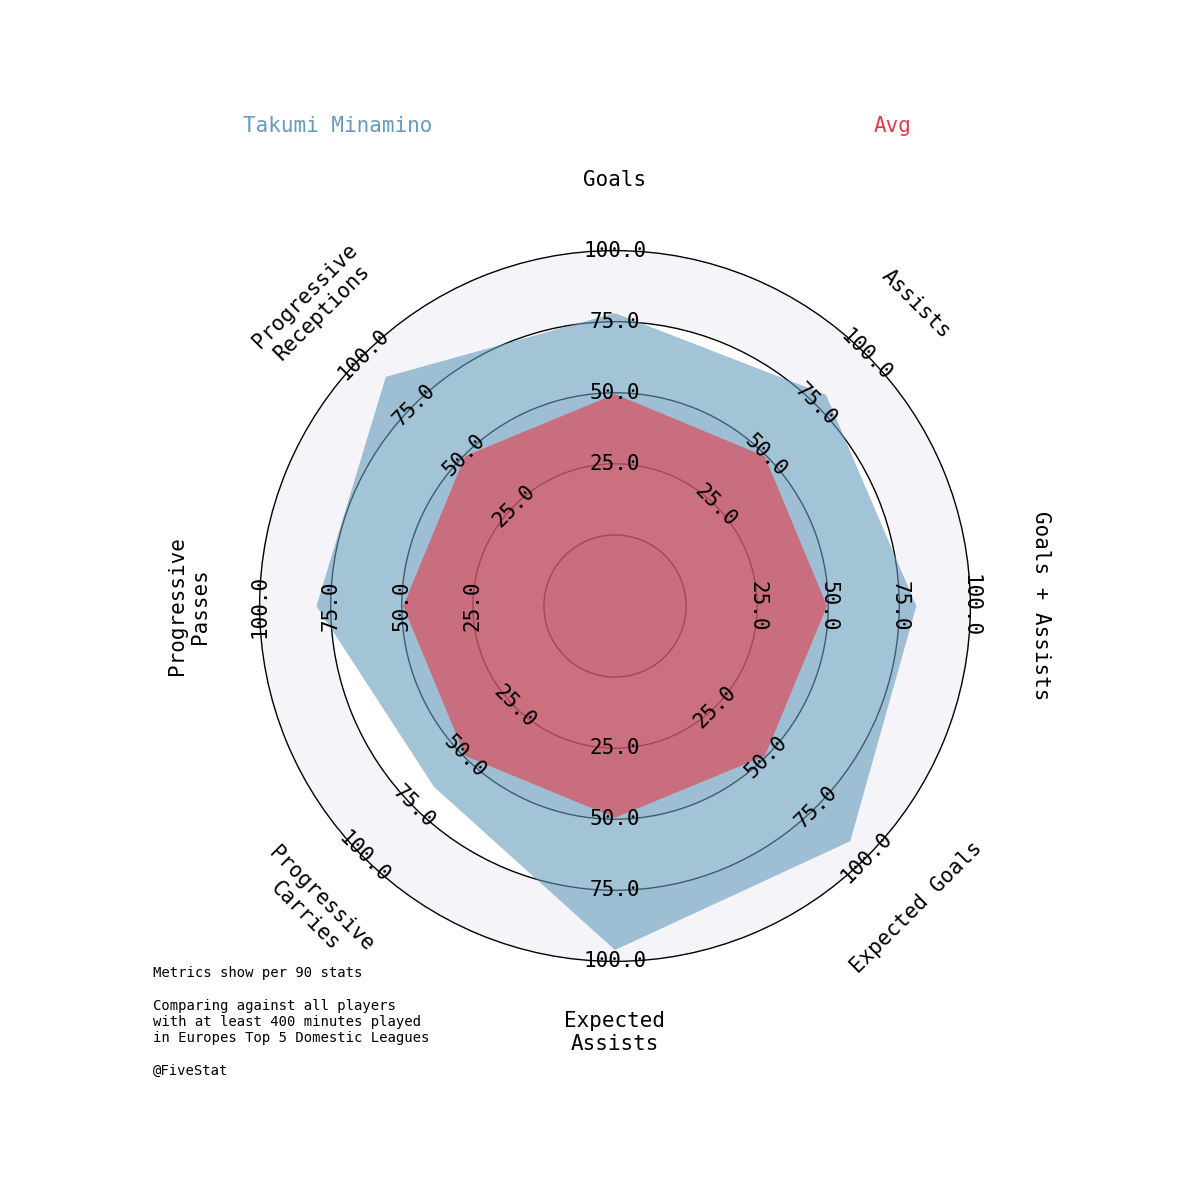 Takumi Minamino
Avg
Goals
Assists
Goals + Assists
Expected Goals
Expected
Assists
Progressive
Carries
Progressive
Passes
Progressive
Receptions
25.0
50.0
75.0
100.0
25.0
50.0
75.0
100.0
25.0
50.0
75.0
100.0
25.0
50.0
75.0
100.0
25.0
50.0
75.0
100.0
25.0
50.0
75.0
100.0
25.0
50.0
75.0
100.0
25.0
50.0
75.0
100.0
Metrics show per 90 stats
Comparing against all players
with at least 400 minutes played
in Europes Top 5 Domestic Leagues
@FiveStat